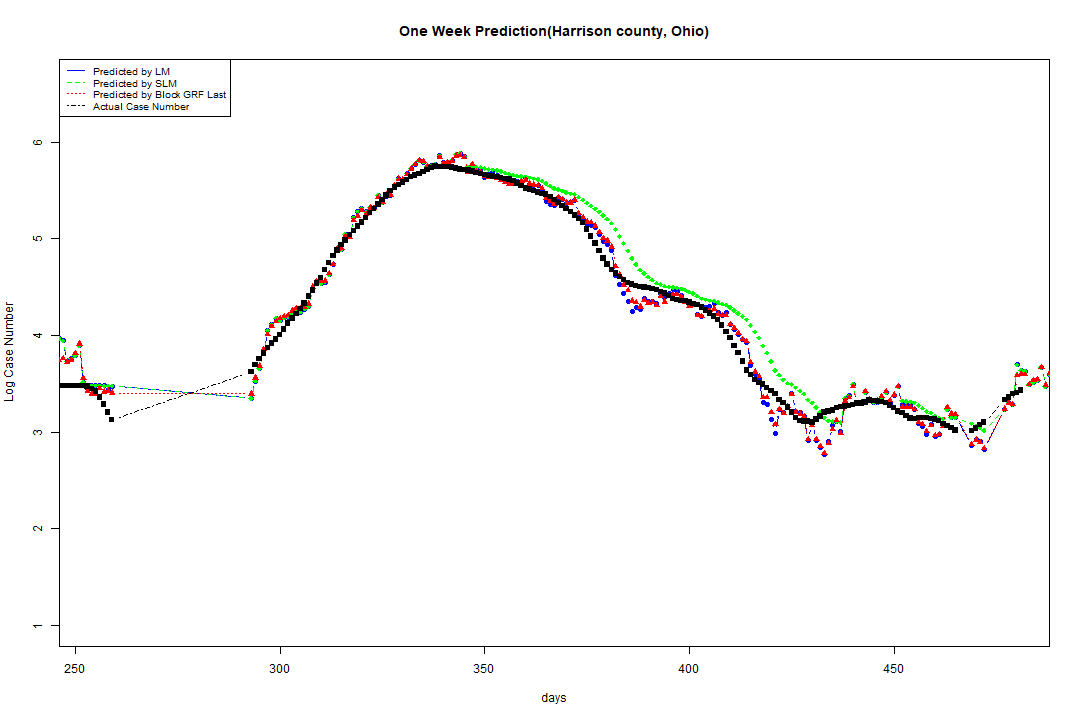 One Week Prediction(Harrison county, Ohio)
Predicted by LM
Predicted by SLM
Predicted by Block GRF Last
Actual Case Number
Log Case Number
6
5
4
3
2
1
250 300 350 400 450
days